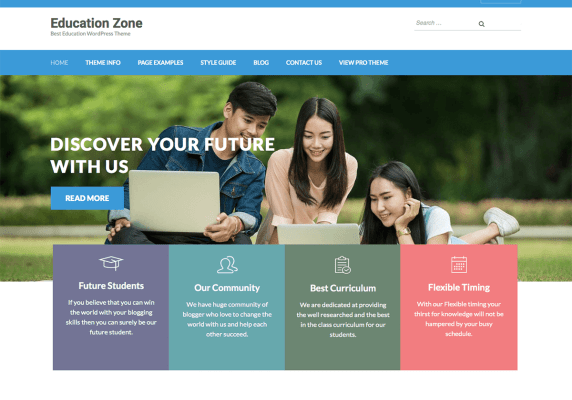 Education Zone
Best Education WordPress Theme
Search ...
HOME THEME INFO PAGE EXAMPLES STYLE GUIDE BLOG CONTACT US VIEW PRO THEME
DISCOVER YOUR FUTURE
WITH US
READ MORE
Future Students
If you believe that you can win
the world with your blogging
skills then you can surely be our
future student.
Our Community
We have huge community of
blogger who love to change the
world with us and help each
other succeed.
Best Curriculum
We are dedicated at providing
the well researched and the best
in the class curriculum for our
students.
Flexible Timing
With our Flexible timing your
thirst for knowledge will not be
hampered by your busy
schedule.